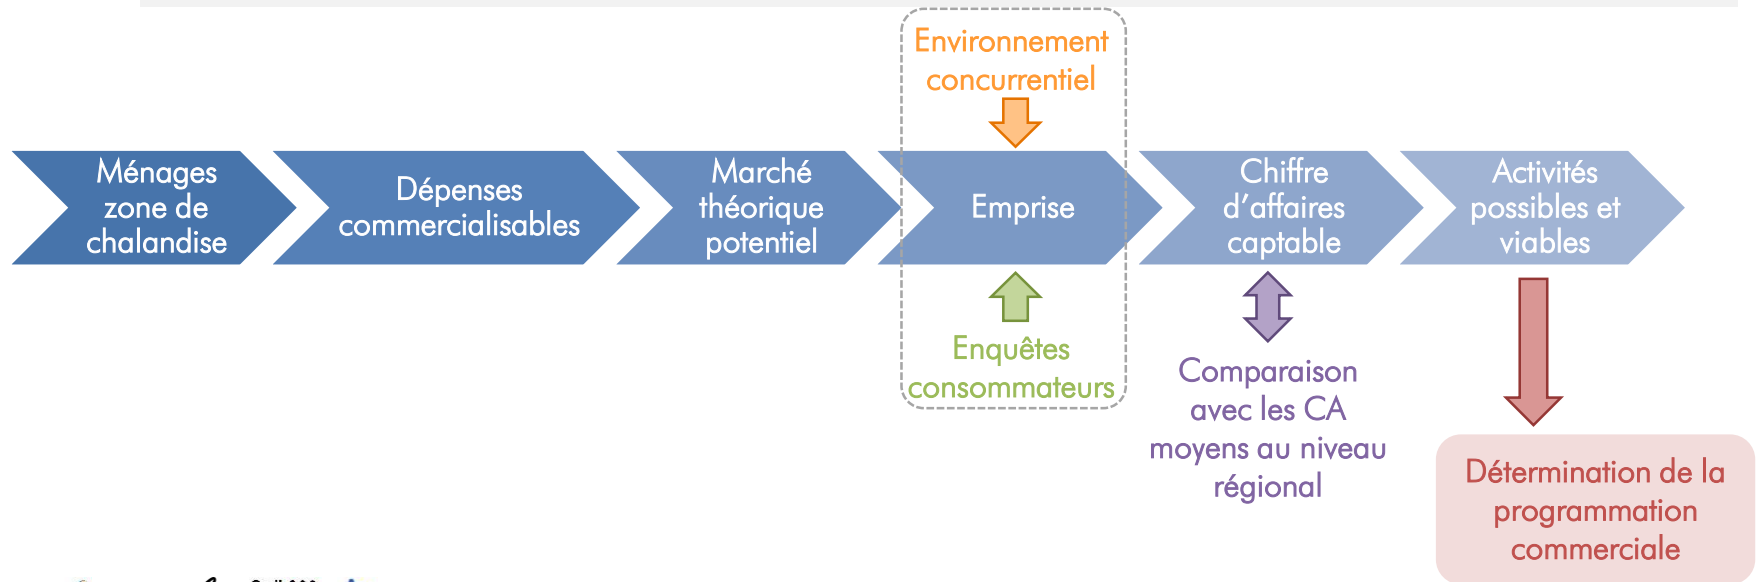 Environnement
concurrentiel
Ménages
zone de
chalandise
Dépenses
commercialisables
Marché
théorique
potentiel
Emprise
Chiffre
d'affaires
captable
Activités
possibles et
viables
Enquêtes
consommateurs
Comparaison
avec les CA
moyens au niveau
régional
Détermination de la
programmation
commerciale